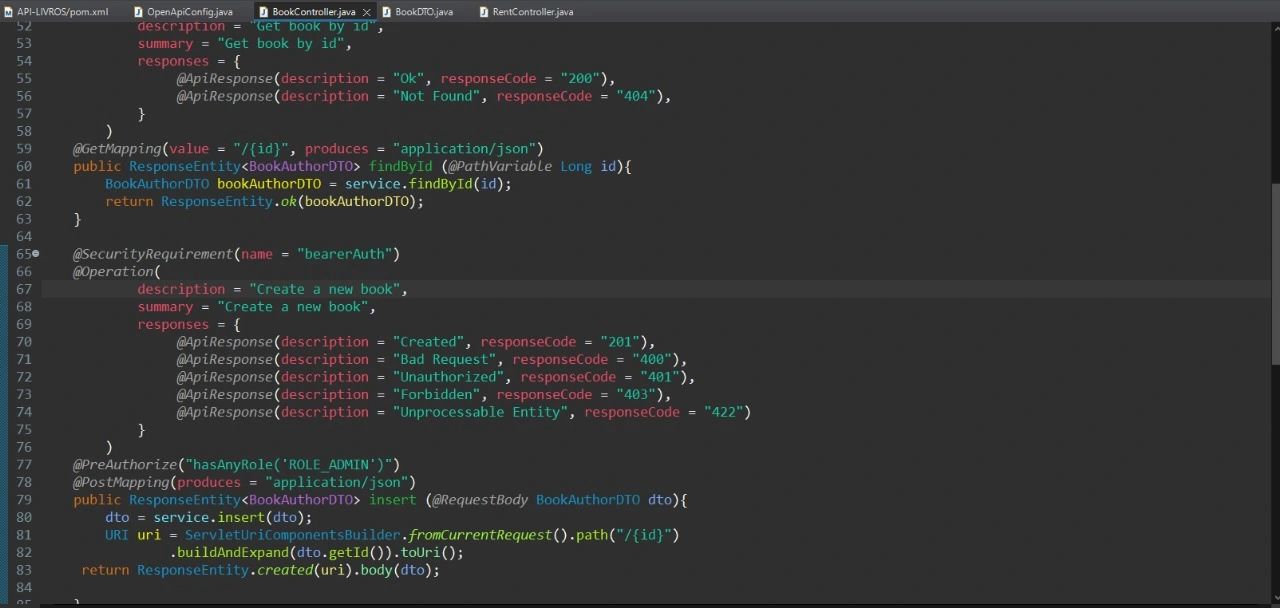 API-LIVROS/pom.xml OpenApiConfig.java BookController.java BookDTO.java RentController.java
52 description = "Get book by id",
53 summary = "Get book by id",
54 responses = {
55 @ApiResponse(description = "Ok", responseCode = "200"),
56 @ApiResponse(description = "Not Found", responseCode = "404"),
57 }
58 )
59 @GetMapping(value = "/{id}", produces = "application/json")
60 public ResponseEntity<BookAuthorDTO> findById (@PathVariable Long id){
61 BookAuthorDTO bookAuthorDTO = service.findById(id);
62 return ResponseEntity.ok(bookAuthorDTO);
63 }
64
65 @SecurityRequirement(name = "bearerAuth")
66 @Operation(
67 description = "Create a new book",
68 summary = "Create a new book",
69 responses = {
70 @ApiResponse(description = "Created", responseCode = "201"),
71 @ApiResponse(description = "Bad Request", responseCode = "400"),
72 @ApiResponse(description = "Unauthorized", responseCode = "401"),
73 @ApiResponse(description = "Forbidden", responseCode = "403"),
74 @ApiResponse(description = "Unprocessable Entity", responseCode = "422")
75 }
76 )
77 @PreAuthorize("hasAnyRole('ROLE_ADMIN')")
78 @PostMapping(produces = "application/json")
79 public ResponseEntity<BookAuthorDTO> insert (@RequestBody BookAuthorDTO dto){
80 dto = service.insert(dto);
81 URI uri = ServletUriComponentsBuilder.fromCurrentRequest().path("/{id}")
82 .buildAndExpand(dto.getId()).toUri();
83 return ResponseEntity.created(uri).body(dto);
84
85 }